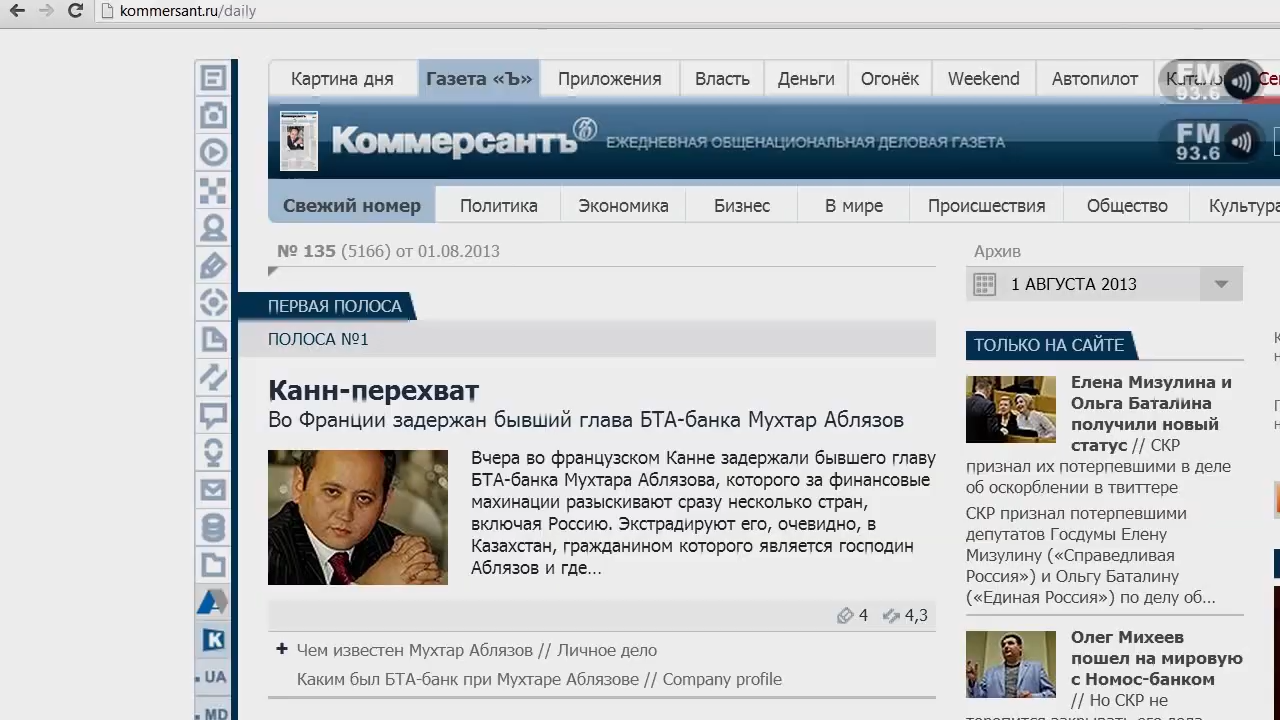 kommersant.ru/daily
Картина дня Газета «Ъ» Приложения Власть Деньги Огонёк Weekend Автопилот
FM
93.6
КоммерсантЪ ЕЖЕДНЕВНАЯ ОБЩЕНАЦИОНАЛЬНАЯ ДЕЛОВАЯ ГАЗЕТА
FM
93.6
Свежий номер Политика Экономика Бизнес В мире Происшествия Общество Культура
№ 135 (5166) от 01.08.2013
ПЕРВАЯ ПОЛОСА
ПОЛОСА №1
Канн-перехват
Во Франции задержан бывший глава БТА-банка Мухтар Аблязов
Вчера во французском Канне задержали бывшего главу
БТА-банка Мухтара Аблязова, которого за финансовые
махинации разыскивают сразу несколько стран,
включая Россию. Экстрадируют его, очевидно, в
Казахстан, гражданином которого является господин
Аблязов и где...
4 4,3
+ Чем известен Мухтар Аблязов // Личное дело
Каким был БТА-банк при Мухтаре Аблязове // Company profile
Архив
1 АВГУСТА 2013
ТОЛЬКО НА САЙТЕ
Елена Мизулина и
Ольга Баталина
получили новый
статус // СКР
признал их потерпевшими в деле
об оскорблении в твиттере
СКР признал потерпевшими
депутатов Госдумы Елену
Мизулину («Справедливая
Россия») и Ольгу Баталину
(«Единая Россия») по делу об...
Олег Михеев
пошел на мировую
с Номос-банком
// Но СКР не
торопится закрывать его дела
K
UA
MD